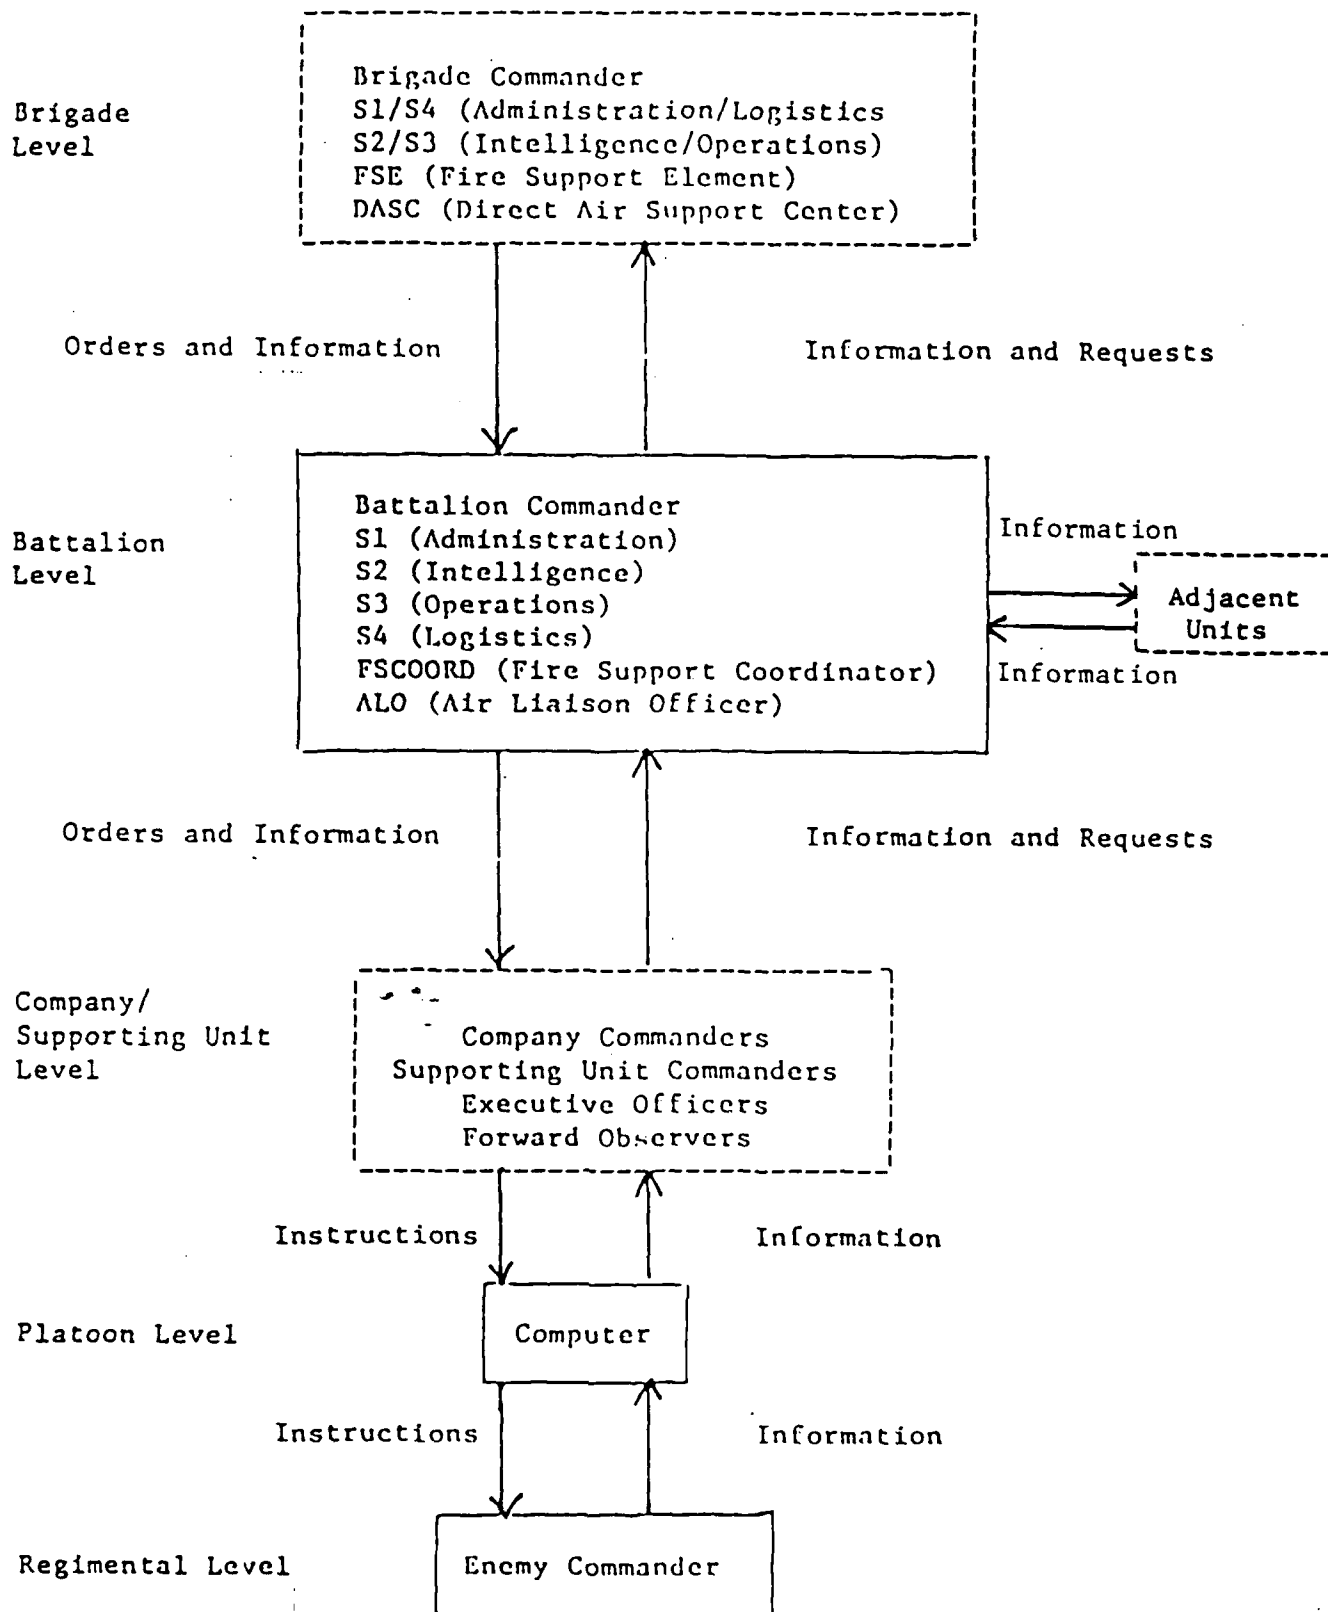 Brigade
Level
Brigade Commander
S1/S4 (Administration/Logistics
S2/S3 (Intelligence/Operations)
FSE (Fire Support Element)
DASC (Direct Air Support Center)
Orders and Information
Information and Requests
Battalion
Level
Battalion Commander
S1 (Administration)
S2 (Intelligence)
S3 (Operations)
S4 (Logistics)
FSCOORD (Fire Support Coordinator)
ALO (Air Liaison Officer)
Information
Adjacent
Units
Information
Orders and Information
Information and Requests
Company/
Supporting Unit
Level
Company Commanders
Supporting Unit Commanders
Executive Officers
Forward Observers
Instructions
Information
Platoon Level
Computer
Instructions
Information
Regimental Level
Enemy Commander